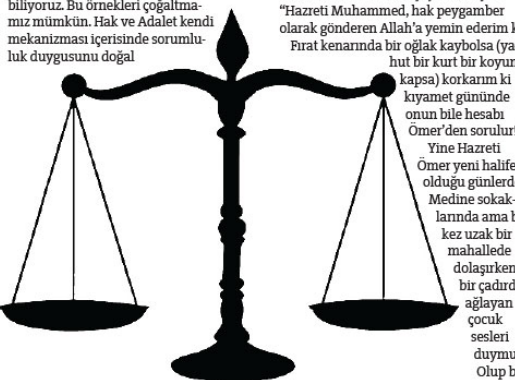 biliyoruz. Bu örnekleri çoğaltma-
mız mümkün. Hak ve Adalet kendi
mekanizması içerisinde sorumlu-
luk duygusunu doğal
“Hazreti Muhammed, hak peygamber
olarak gönderen Allah’a yemin ederim k
Fırat kenarında bir oğlak kaybolsa (ya
hut bir kurt bir koyun
kapsa) korkarım ki
kıyamet gününde
onun bile hesabı
Ömer’den sorulur
Yine Hazreti
Ömer yeni halife
olduğu günlerd
Medine sokak-
larında ama b
kez uzak bir
mahallede
dolaşırken
bir çadırd
ağlayan
çocuk
sesleri
duymu
Olup b